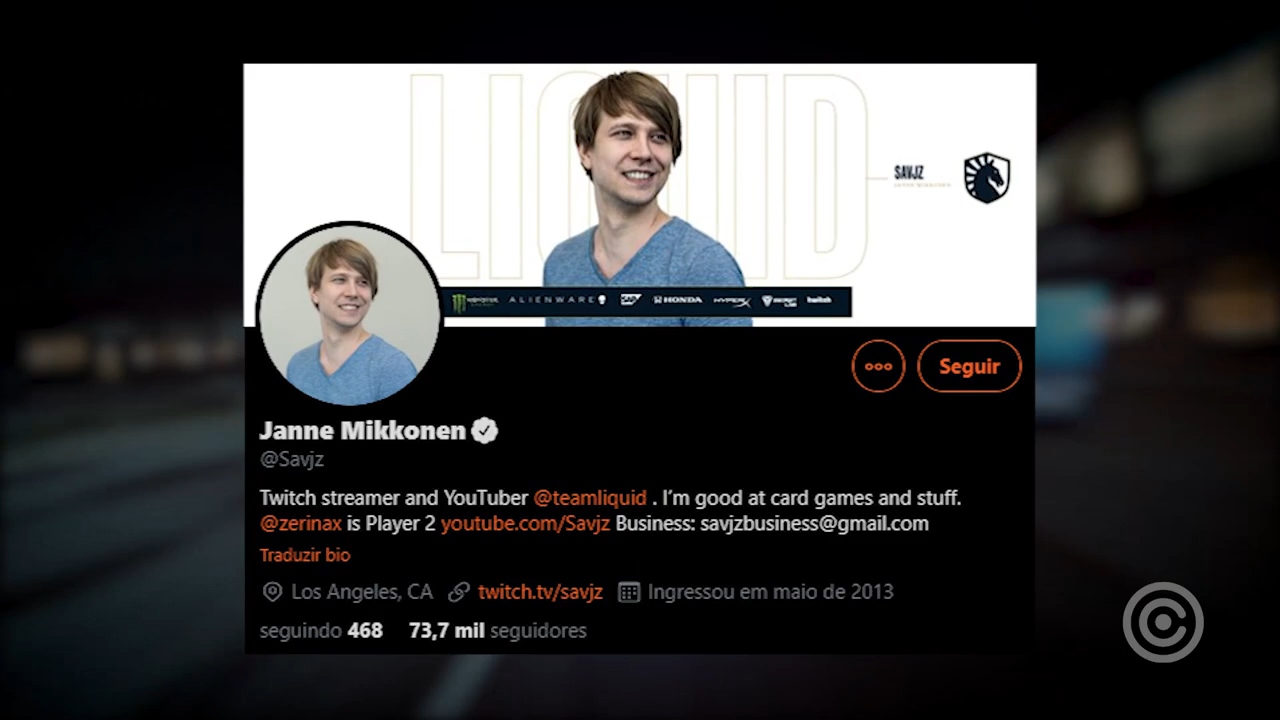 LIQUID
SAVJZ
ALIENWARE SAP HONDA HYPERX twitch
Janne Mikkonen
@Savjz
Twitch streamer and YouTuber @teamliquid . I'm good at card games and stuff.
@zerinax is Player 2 youtube.com/Savjz Business: savjzbusiness@gmail.com
Traduzir bio
Los Angeles, CA twitch.tv/savjz Ingressou em maio de 2013
seguindo 468 73,7 mil seguidores
Seguir